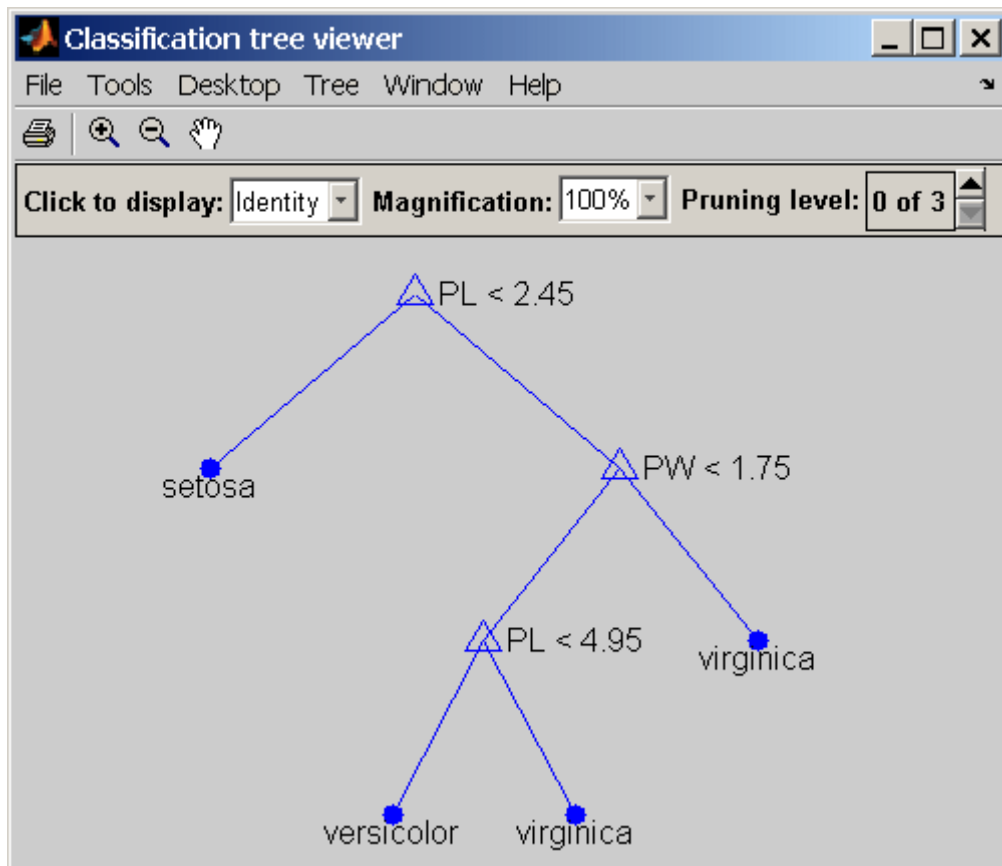 Classification tree viewer
File Tools Desktop Tree Window Help
Click to display: Identity Magnification: 100% Pruning level: 0 of 3
PL < 2.45
setosa
PW < 1.75
PL < 4.95
virginica
versicolor virginica